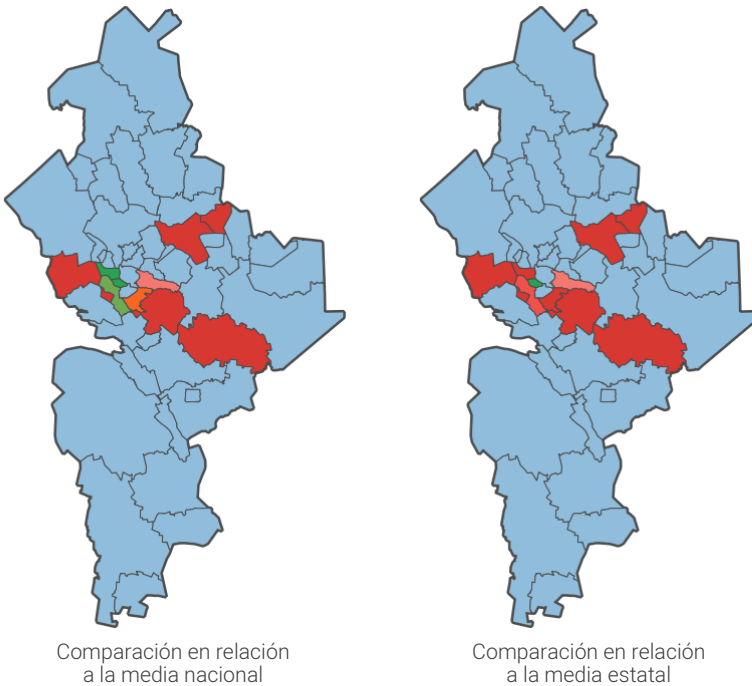 Comparación en relación
a la media nacional
Comparación en relación
a la media estatal